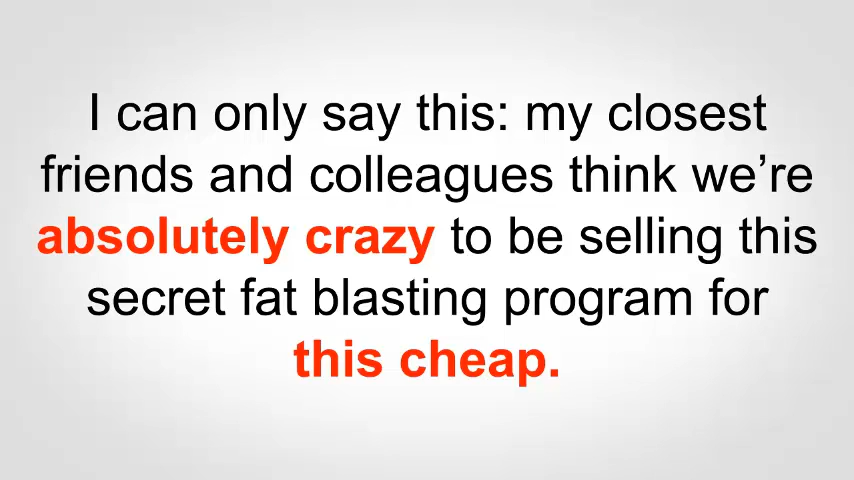 I can only say this: my closest
friends and colleagues think we’re
absolutely crazy to be selling this
secret fat blasting program for
this cheap.